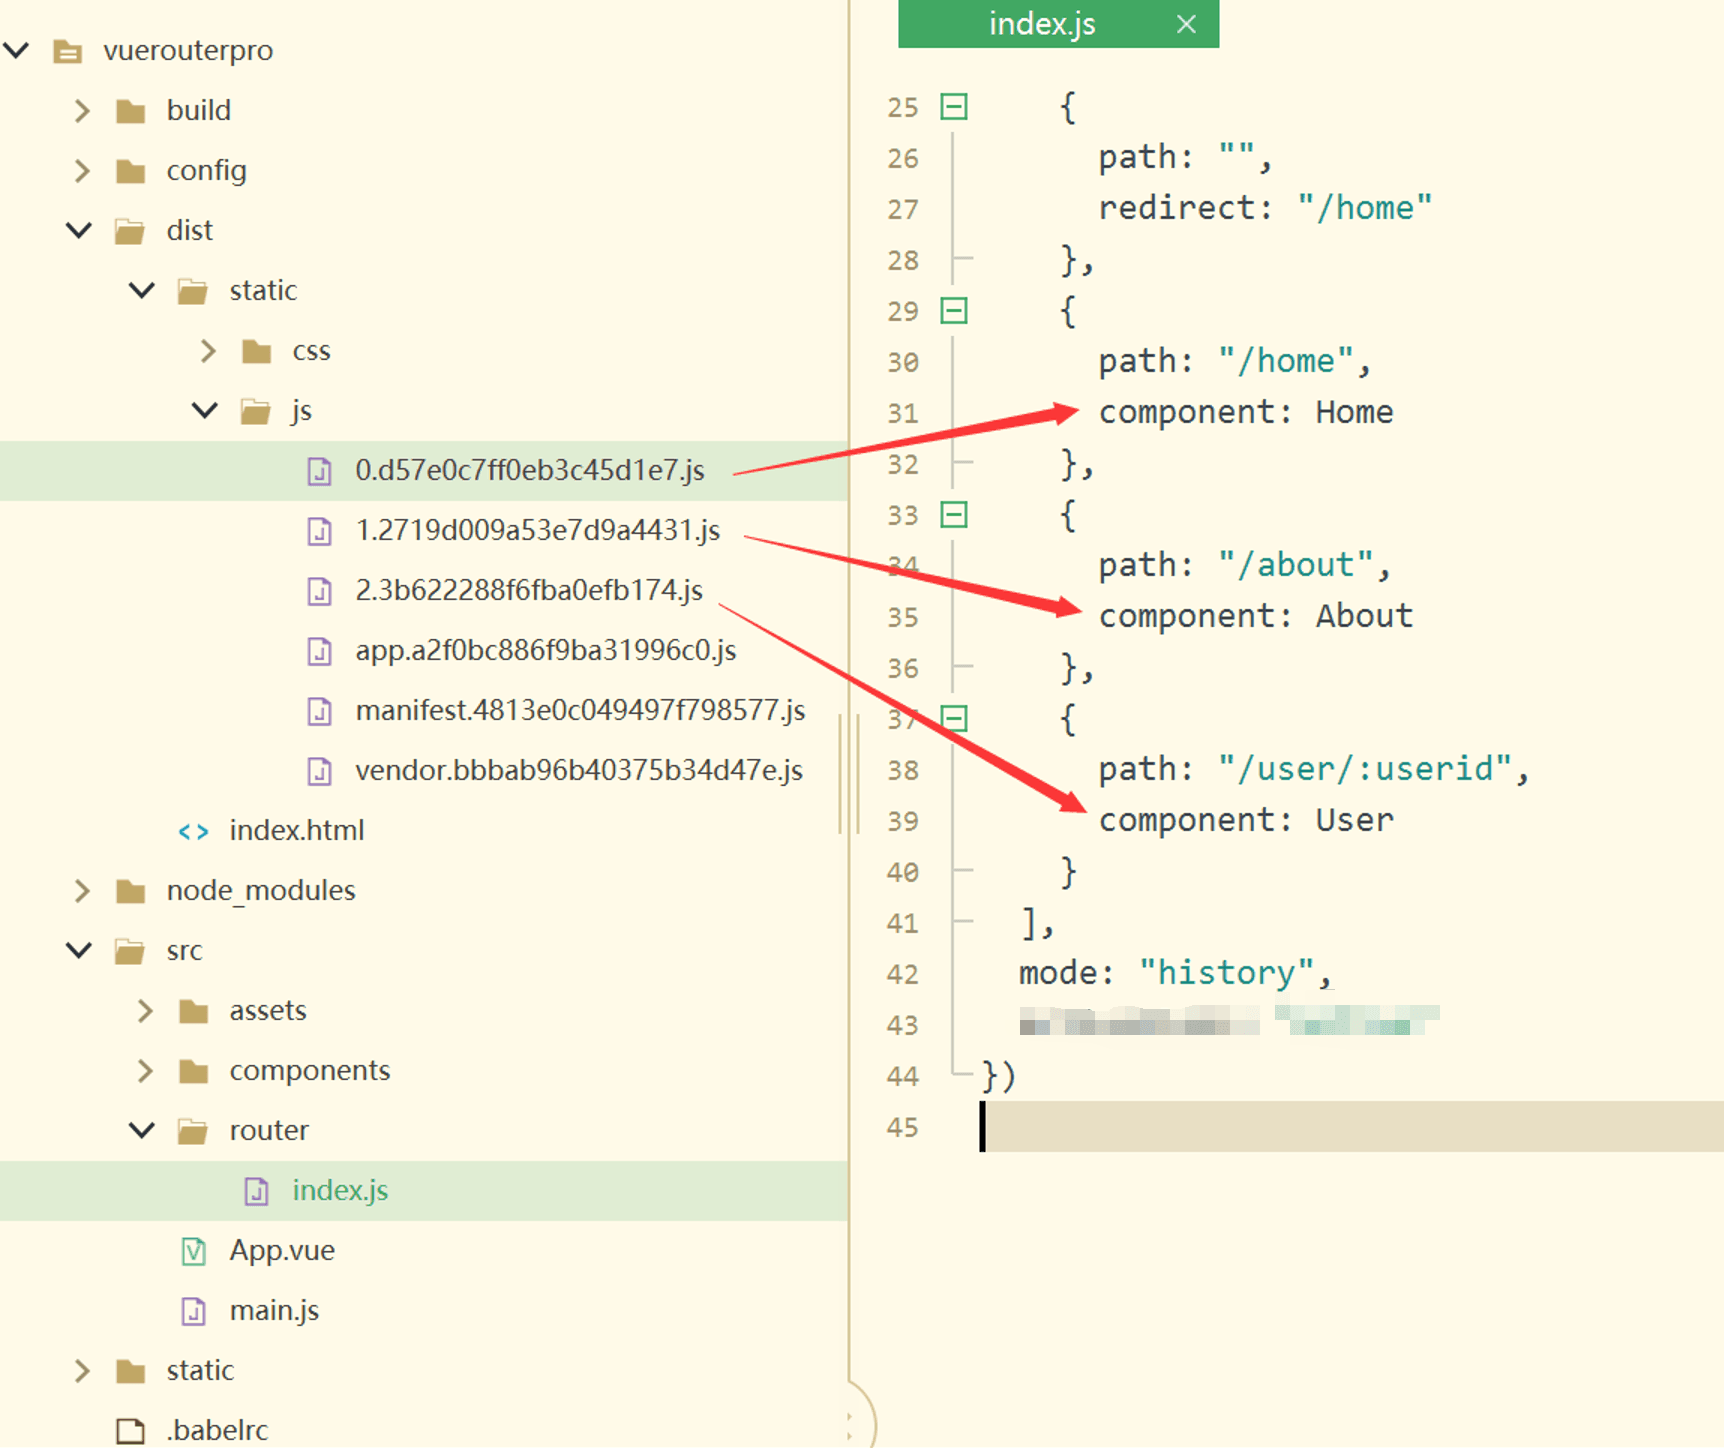 vuerouterpro
build
config
dist
static
css
js
0.d57e0c7ff0eb3c45d1e7.js
1.2719d009a53e7d9a4431.js
2.3b622288f6fba0efb174.js
app.a2f0bc886f9ba31996c0.js
manifest.4813e0c049497f798577.js
vendor.bbbab96b40375b34d47e.js
index.html
node_modules
src
assets
components
router
index.js
App.vue
main.js
static
.babelrc
index.js
25 {
26 path: "",
27 redirect: "/home"
28 },
29 {
30 path: "/home",
31 component: Home
32 },
33 {
34 path: "/about",
35 component: About
36 },
37 {
38 path: "/user/:userid",
39 component: User
40 }
41 ],
42 mode: "history",
43
44 })
45